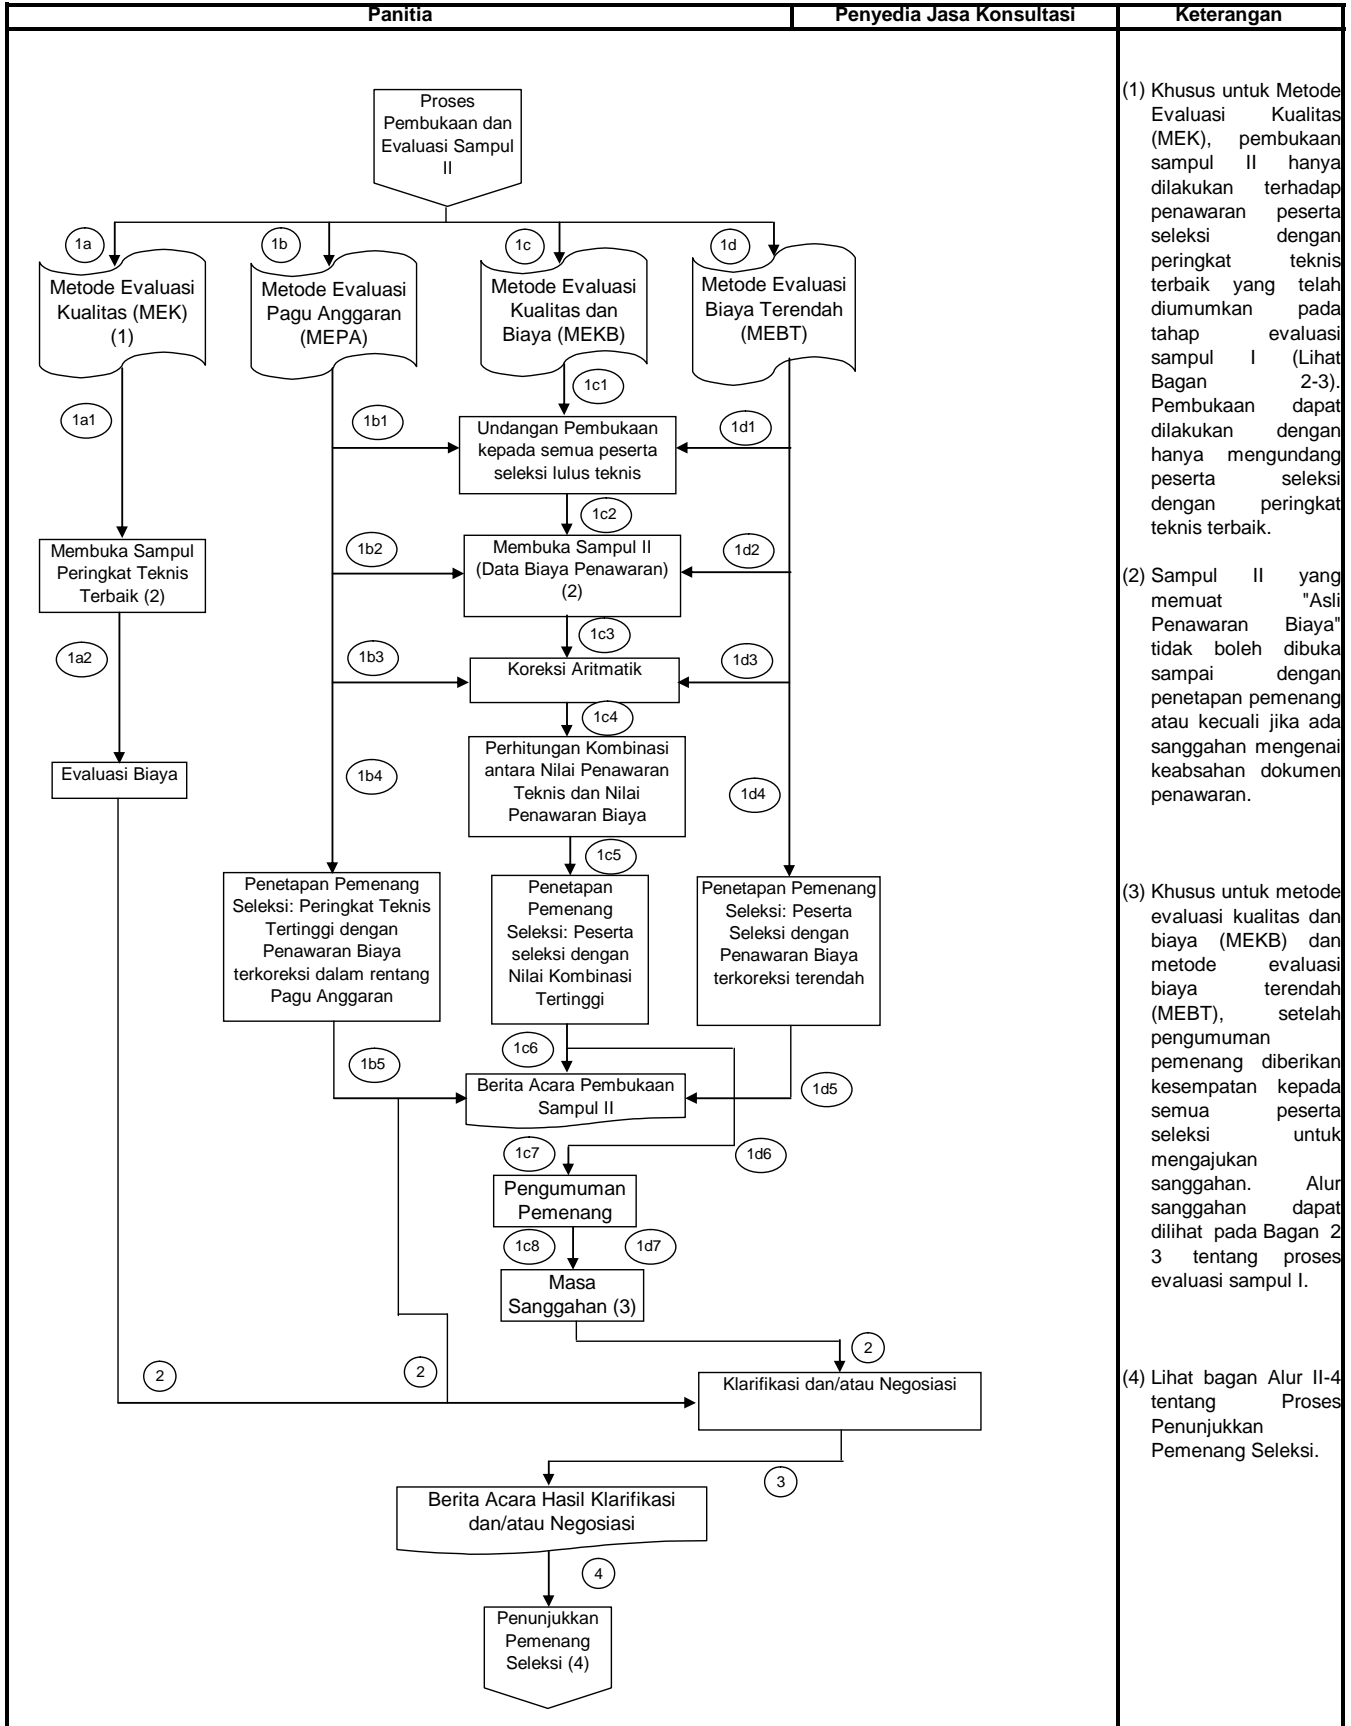 Panitia
Penyedia Jasa Konsultasi
Keterangan
Proses
Pembukaan dan
Evaluasi Sampul
II
1a
1b
1c
1d
Metode Evaluasi
Kualitas (MEK)
(1)
Metode Evaluasi
Pagu Anggaran
(MEPA)
Metode Evaluasi
Kualitas dan
Biaya (MEKB)
Metode Evaluasi
Biaya Terendah
(MEBT)
1a1
1b1
1c1
1d1
Undangan Pembukaan
kepada semua peserta
seleksi lulus teknis
1c2
1b2
1d2
Membuka Sampul
Peringkat Teknis
Terbaik (2)
Membuka Sampul II
(Data Biaya Penawaran)
(2)
1c3
1a2
1b3
1d3
Koreksi Aritmatik
1c4
Evaluasi Biaya
1b4
Perhitungan Kombinasi
antara Nilai Penawaran
Teknis dan Nilai
Penawaran Biaya
1d4
1c5
Penetapan Pemenang
Seleksi: Peringkat Teknis
Tertinggi dengan
Penawaran Biaya
terkoreksi dalam rentang
Pagu Anggaran
Penetapan
Pemenang
Seleksi: Peserta
seleksi dengan
Nilai Kombinasi
Tertinggi
Penetapan Pemenang
Seleksi: Peserta
Seleksi dengan
Penawaran Biaya
terkoreksi terendah
1c6
1b5
1d5
Berita Acara Pembukaan
Sampul II
1c7
1d6
Pengumuman
Pemenang
1c8
1d7
Masa
Sanggahan (3)
2
2
2
Klarifikasi dan/atau Negosiasi
3
Berita Acara Hasil Klarifikasi
dan/atau Negosiasi
4
Penunjukkan
Pemenang
Seleksi (4)
(1) Khusus untuk Metode
Evaluasi Kualitas
(MEK), pembukaan
sampul II hanya
dilakukan terhadap
penawaran peserta
seleksi dengan
peringkat teknis
terbaik yang telah
diumumkan pada
tahap evaluasi
sampul I (Lihat
Bagan 2-3).
Pembukaan dapat
dilakukan dengan
hanya mengundang
peserta seleksi
dengan peringkat
teknis terbaik.
(2) Sampul II yang
memuat "Asli
Penawaran Biaya"
tidak boleh dibuka
sampai dengan
penetapan pemenang
atau kecuali jika ada
sanggahan mengenai
keabsahan dokumen
penawaran.
(3) Khusus untuk metode
evaluasi kualitas dan
biaya (MEKB) dan
metode evaluasi
biaya terendah
(MEBT), setelah
pengumuman
pemenang diberikan
kesempatan kepada
semua peserta
seleksi untuk
mengajukan
sanggahan. Alur
sanggahan dapat
dilihat pada Bagan 2
3 tentang proses
evaluasi sampul I.
(4) Lihat bagan Alur II-4
tentang Proses
Penunjukkan
Pemenang Seleksi.